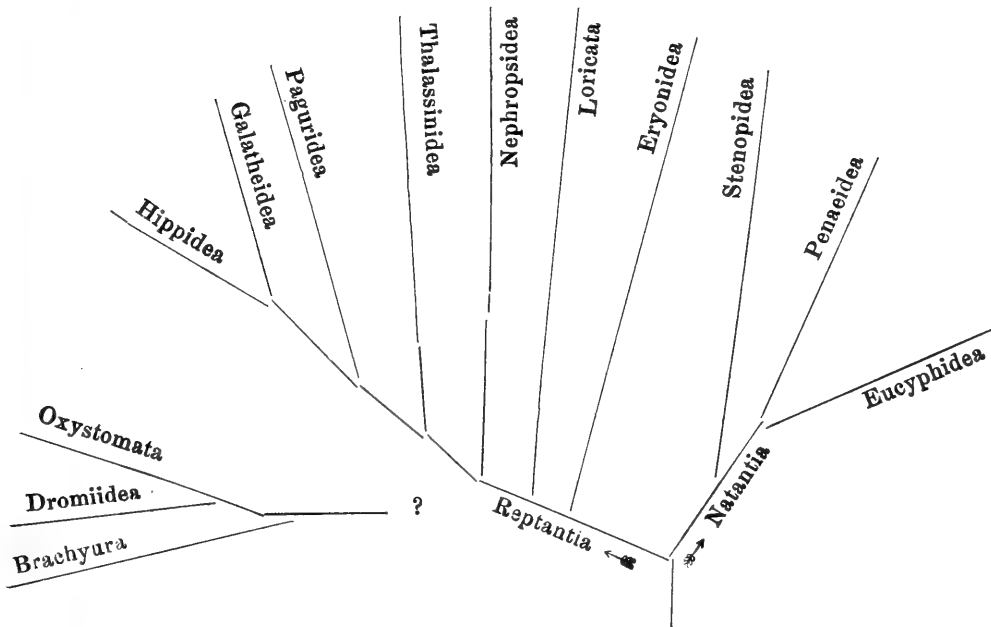 Hippidea
Galatheidea
Paguridea
Thalassinidea
Nephropsidea
Loricata
Eryonidea
Stenopidea
Penaeidea
Eucyphidea
Oxystomata
Dromiidea
Brachyura
?
Reptantia
Natantia